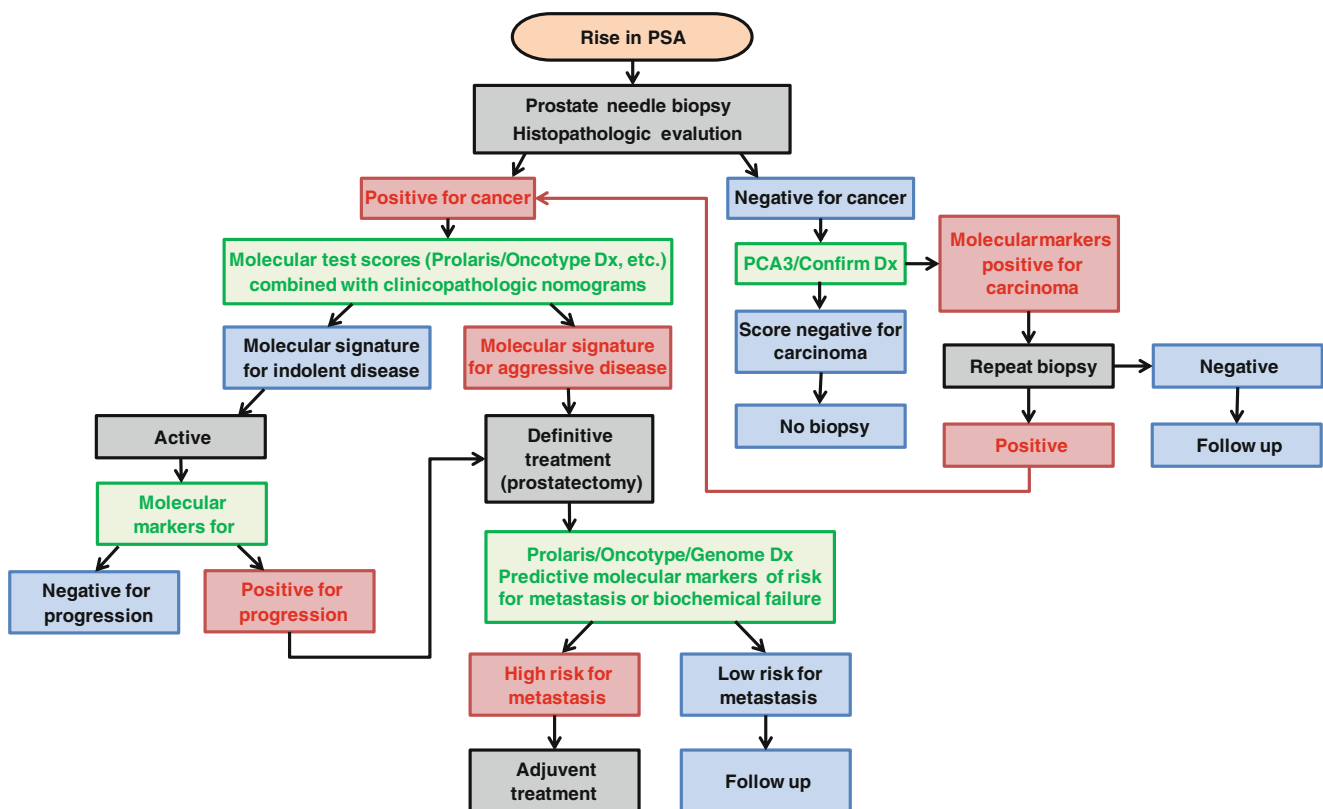 Rise in PSA
Prostate needle biopsy
Histopathologic evalution
Positive for cancer
Negative for cancer
Molecular test scores (Prolaris/Oncotype Dx, etc.)
combined with clinicopathologic nomograms
PCA3/Confirm Dx
Molecularmarkers
positive for
carcinoma
Molecular signature
for indolent disease
Molecular signature
for aggressive disease
Score negative for
carcinoma
Repeat biopsy
Negative
Active
Definitive
treatment
(prostatectomy)
No biopsy
Positive
Follow up
Molecular
markers for
Negative for
progression
Positive for
progression
Prolaris/Oncotype/Genome Dx
Predictive molecular markers of risk
for metastasis or biochemical failure
High risk for
metastasis
Low risk for
metastasis
Adjuvent
treatment
Follow up